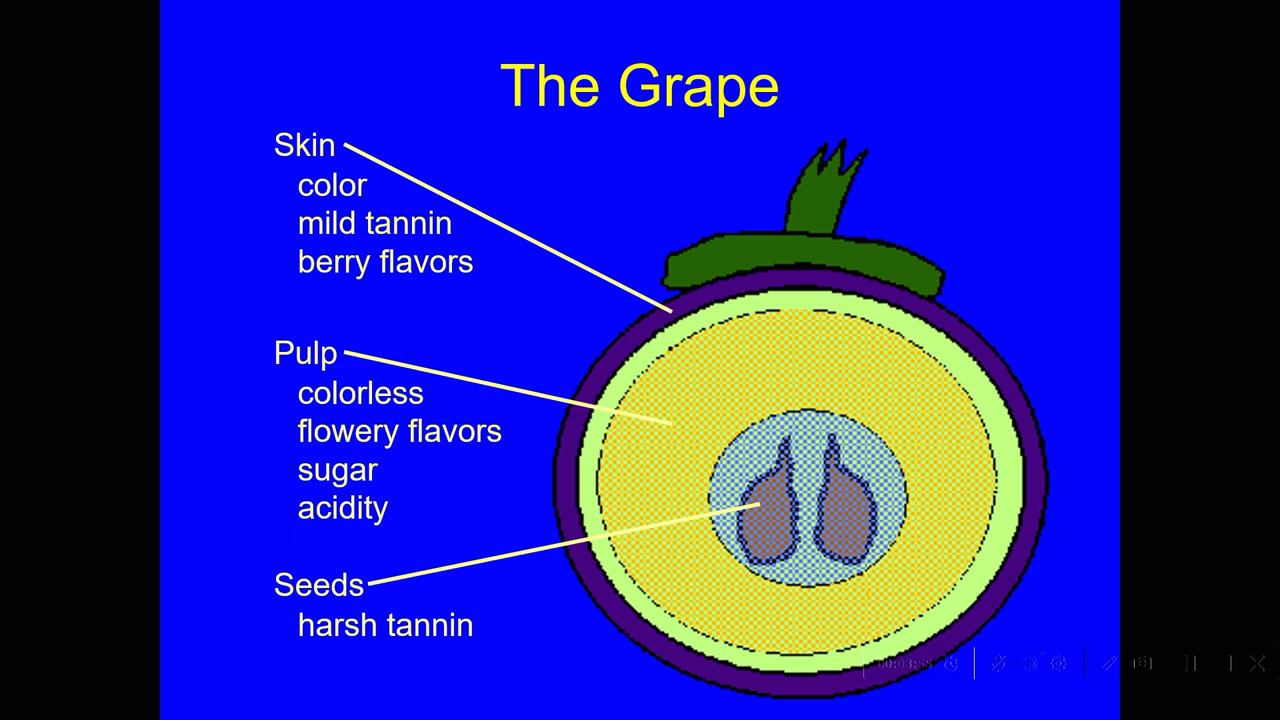 The Grape
Skin
color
mild tannin
berry flavors
Pulp
colorless
flowery flavors
sugar
acidity
Seeds
harsh tannin